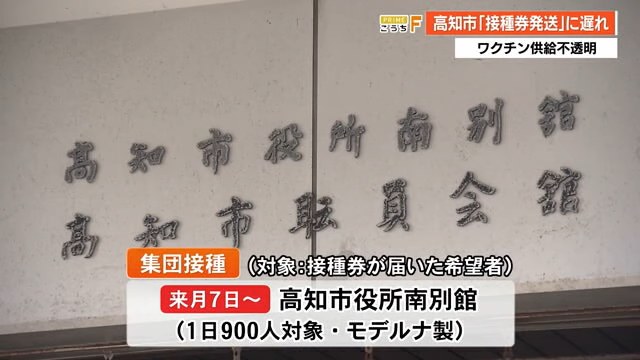 PRIME
こうちF
高知市「接種券発送」に遅れ
ワクチン供給不透明
高知市役所南別館
高知市職員会館
集団接種 (対象：接種券が届いた希望者)
来月7日～ 高知市役所南別館
(1日900人対象・モデルナ製)